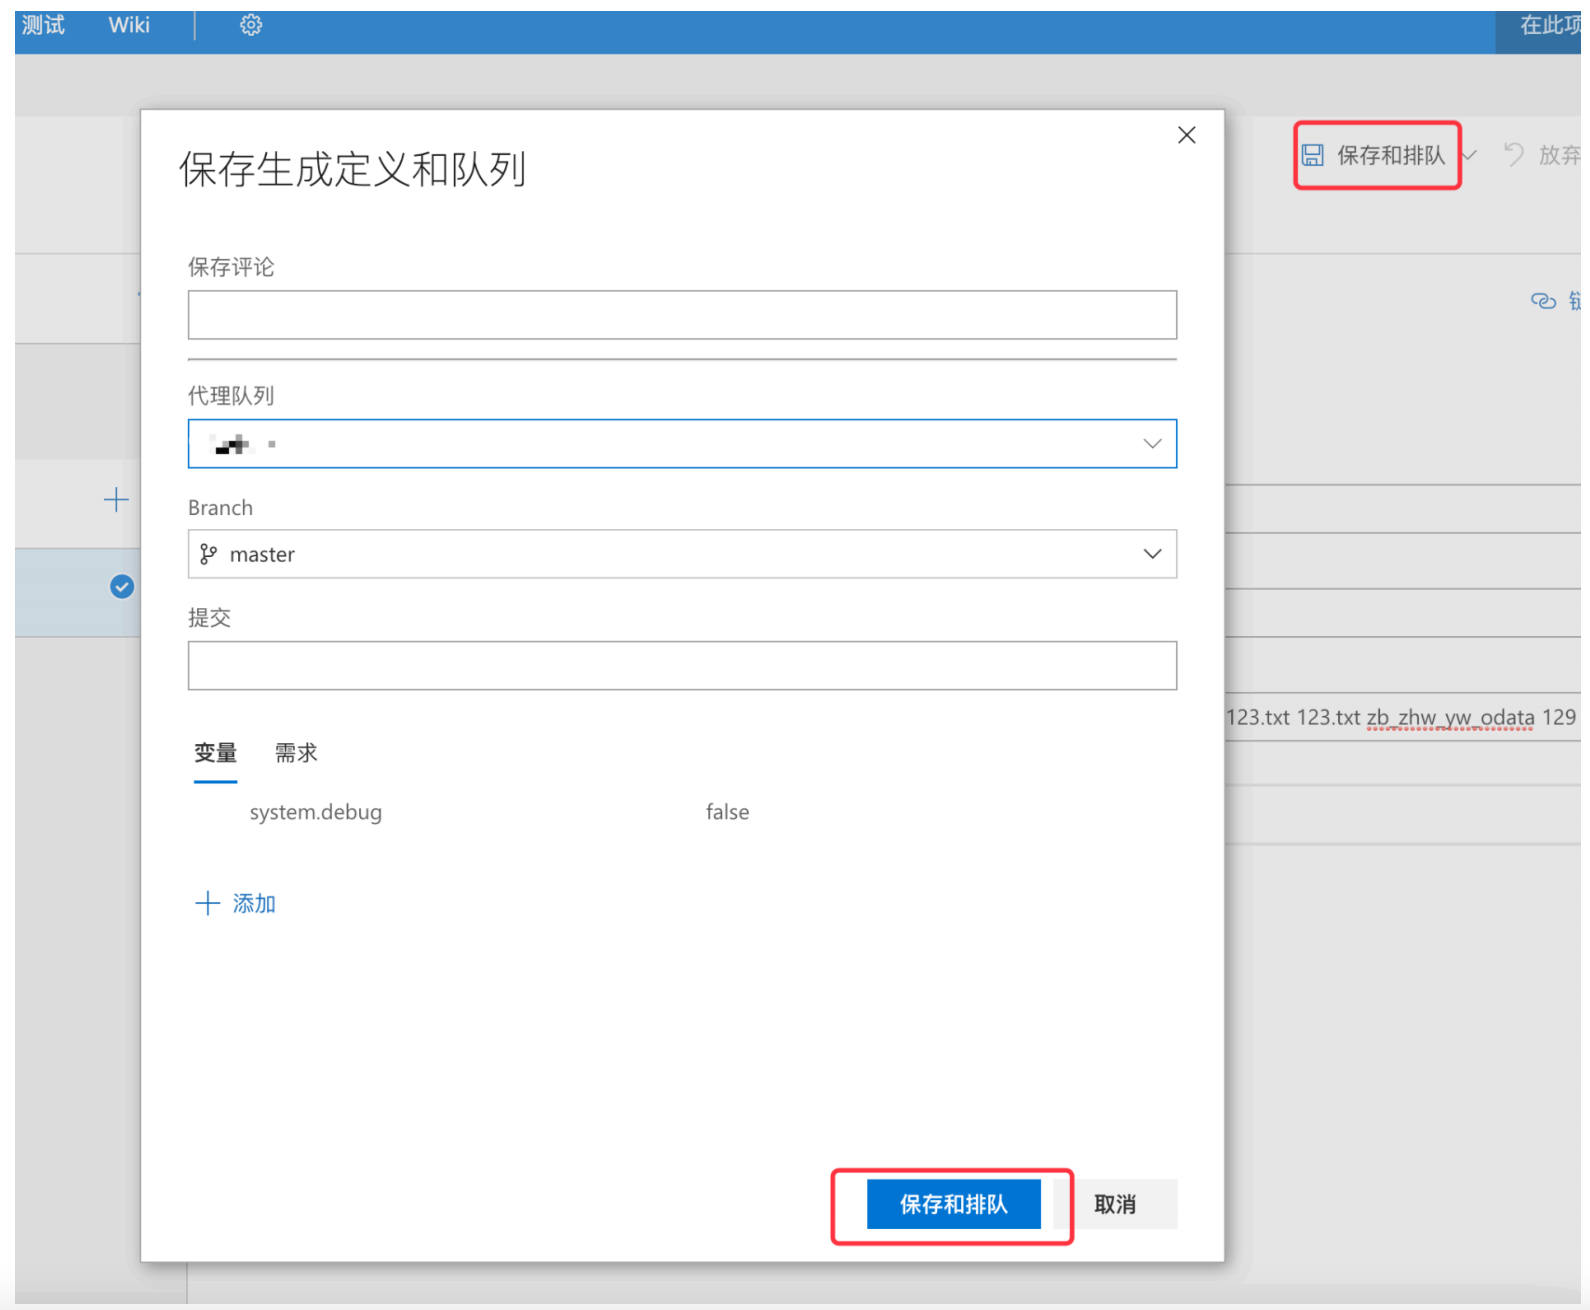 测试 Wiki
在此项
保存生成定义和队列
保存和排队
放弃
保存评论
代理队列
Branch
master
提交
123.txt 123.txt zb_zhw_yw_odata 129
变量 需求
system.debug false
添加
保存和排队 取消